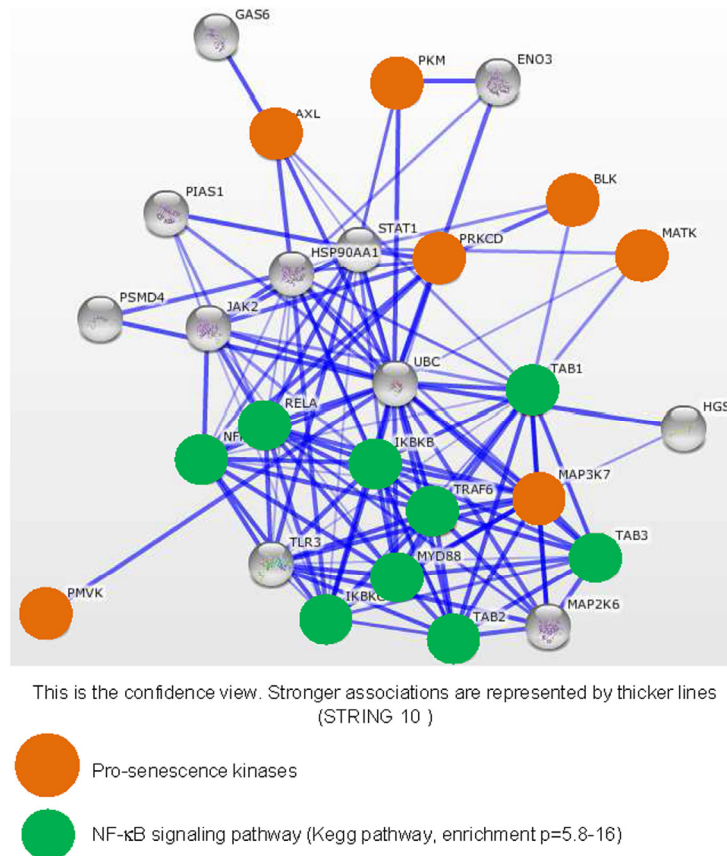 GAS6
PKM
ENO3
AXL
BLK
PIAS1
STAT1
MATK
HSP90AA1
PRKCD
PSMD4
JAK2
UBC
TAB1
RELA
HGS
IKBKB
MAP3K7
TRAF6
TAB3
TLR3
MYD88
PMVK
MAP2K6
TAB2
This is the confidence view. Stronger associations are represented by thicker lines
(STRING 10 )
Pro-senescence kinases
NF-κB signaling pathway (Kegg pathway, enrichment p=5.8-16)